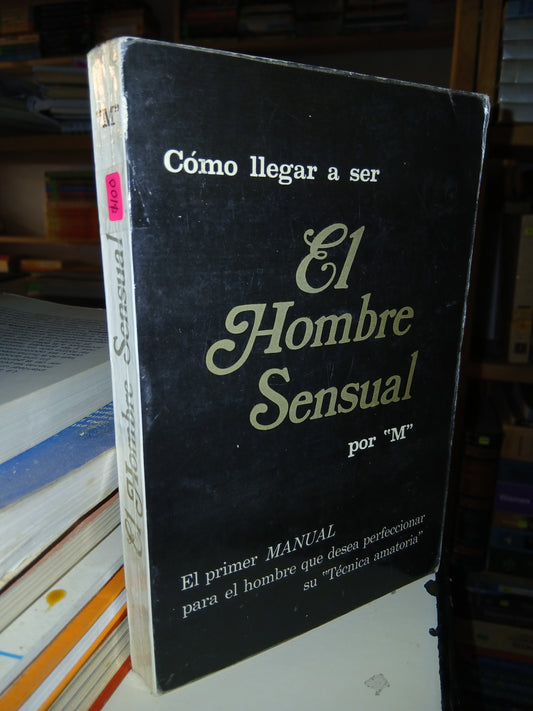 Cómo llegar a ser
El
Hombre
Sensual
por "M"
El primer MANUAL
para el hombre que desea perfeccionar
su "Técnica amatoria"
"M"
El Hombre Sensual